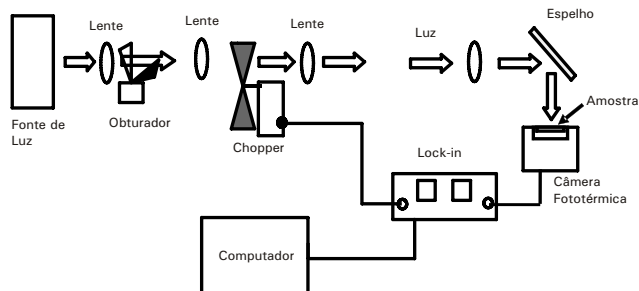 Lente
Lente
Lente
Luz
Espelho
Fonte de
Luz
Obturador
Chopper
Amostra
Lock-in
Câmera
Fototérmica
Computador